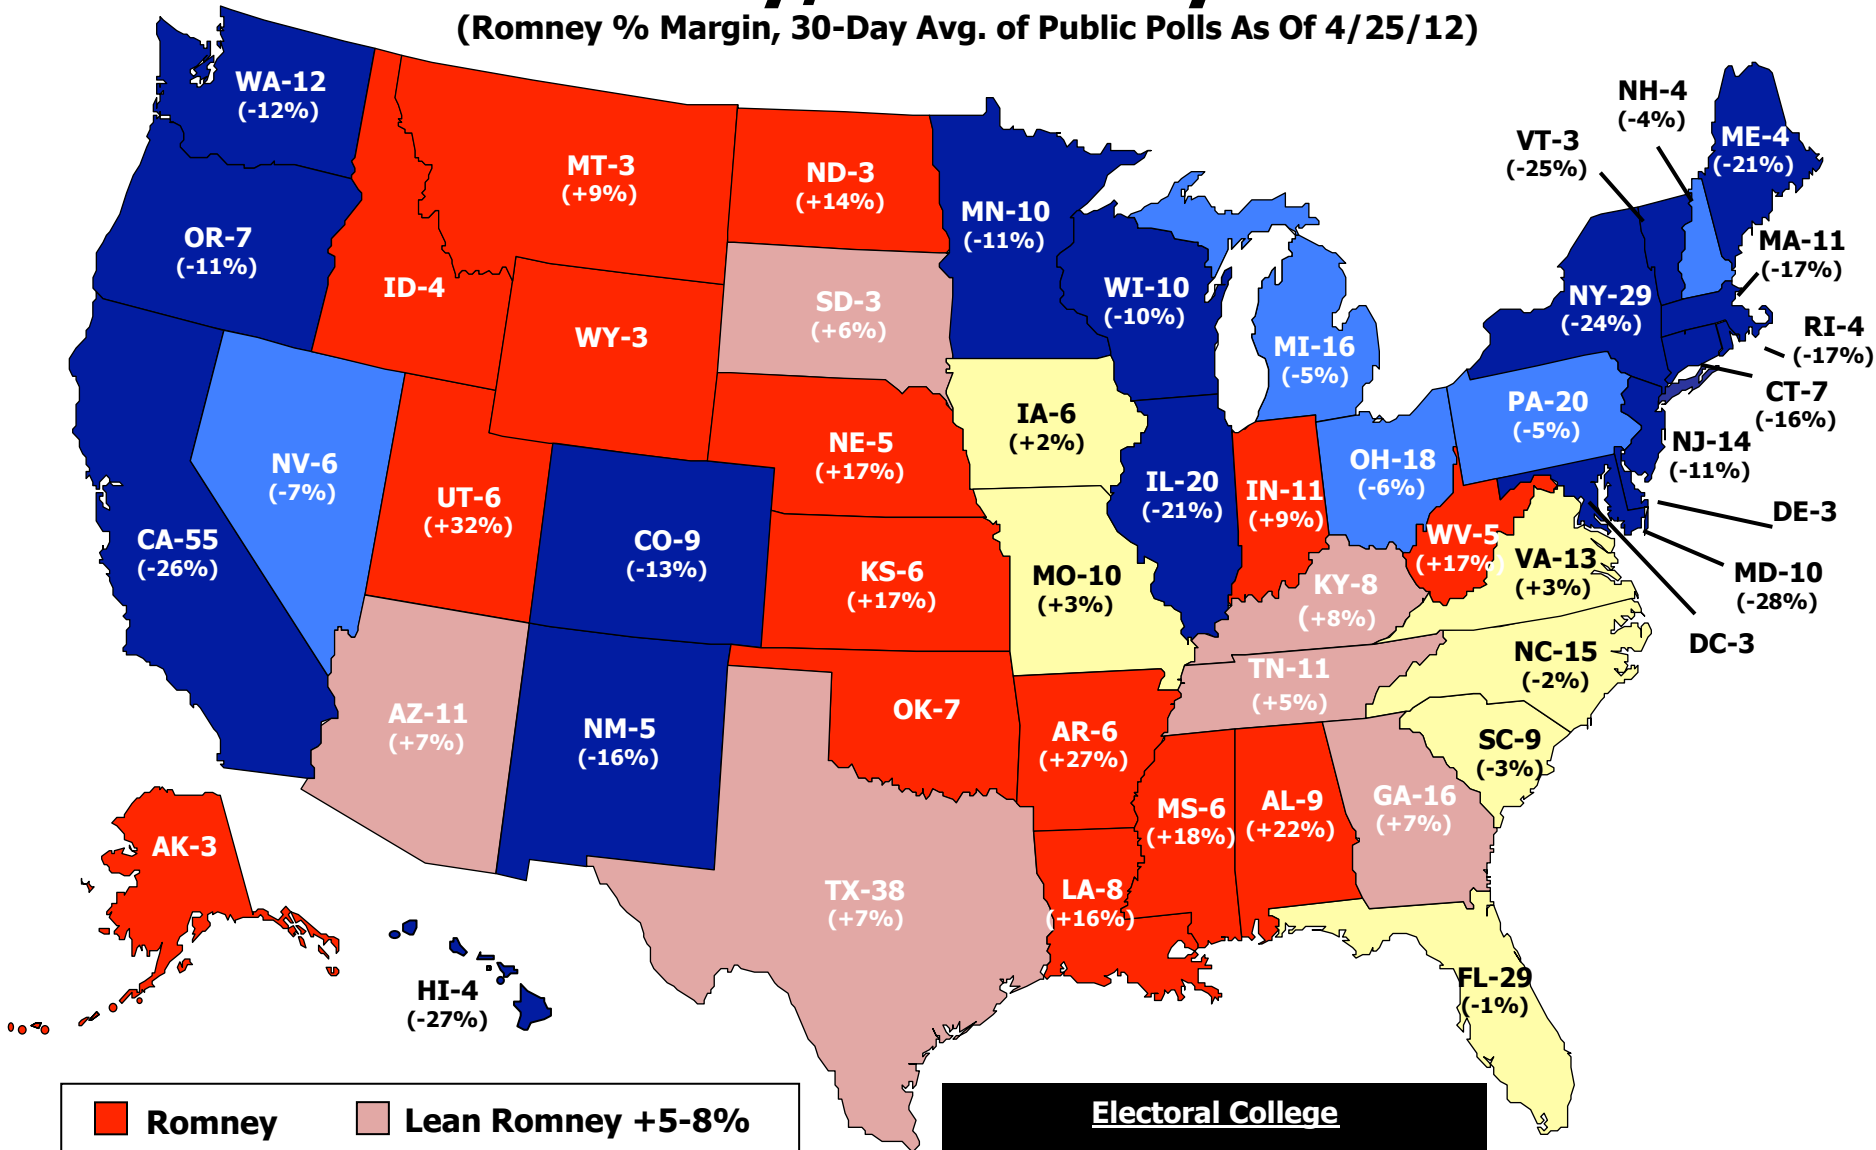 (Romney % Margin, 30-Day Avg. of Public Polls As Of 4/25/12)
WA-12
(-12%)
OR-7
(-11%)
CA-55
(-26%)
NV-6
(-7%)
ID-4
MT-3
(+9%)
WY-3
UT-6
(+32%)
CO-9
(-13%)
AZ-11
(+7%)
NM-5
(-16%)
ND-3
(+14%)
SD-3
(+6%)
NE-5
(+17%)
KS-6
(+17%)
OK-7
TX-38
(+7%)
MN-10
(-11%)
IA-6
(+2%)
MO-10
(+3%)
AR-6
(+27%)
LA-8
(+16%)
WI-10
(-10%)
IL-20
(-21%)
MI-16
(-5%)
IN-11
(+9%)
OH-18
(-6%)
KY-8
(+8%)
TN-11
(+5%)
MS-6
(+18%)
AL-9
(+22%)
GA-16
(+7%)
FL-29
(-1%)
SC-9
(-3%)
NC-15
(-2%)
VA-13
(+3%)
WV-5
(+17%)
PA-20
(-5%)
NY-29
(-24%)
VT-3
(-25%)
NH-4
(-4%)
ME-4
(-21%)
MA-11
(-17%)
RI-4
(-17%)
CT-7
(-16%)
NJ-14
(-11%)
DE-3
MD-10
(-28%)
DC-3
AK-3
HI-4
(-27%)
Romney
Lean Romney +5-8%
Electoral College